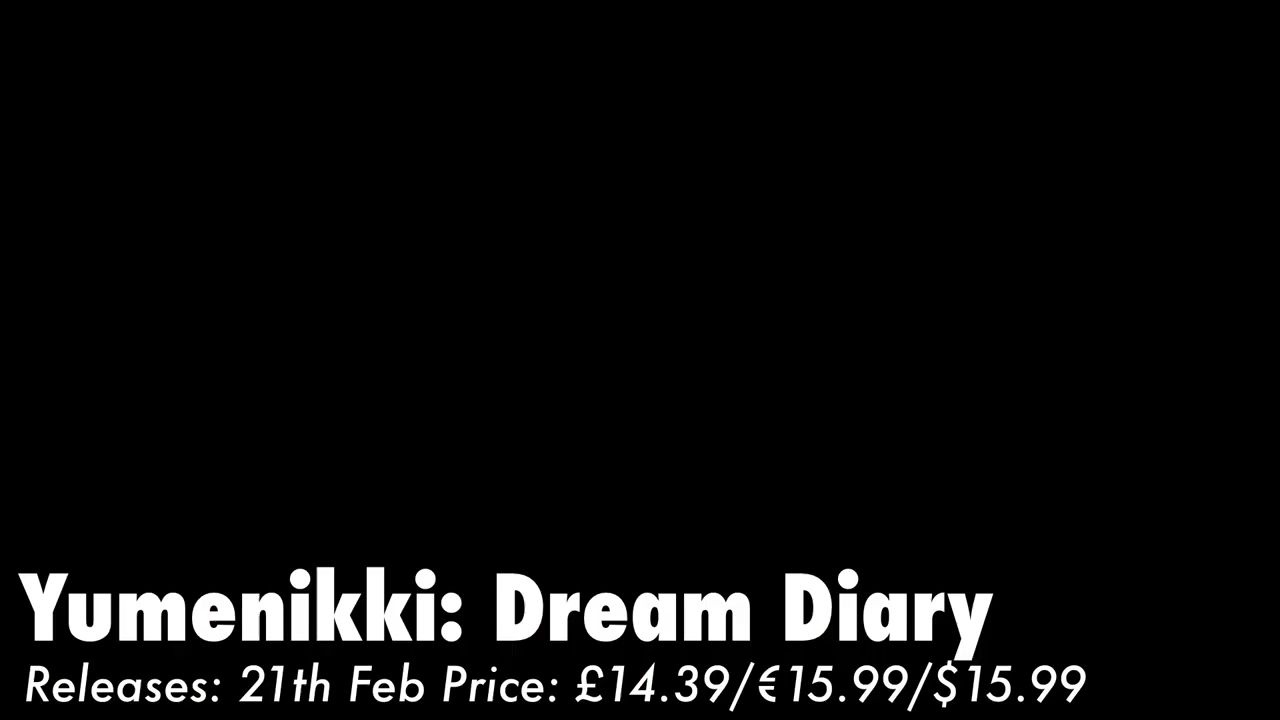 Yumenikki: Dream Diary
Releases: 21th Feb Price: £14.39/€15.99/$15.99